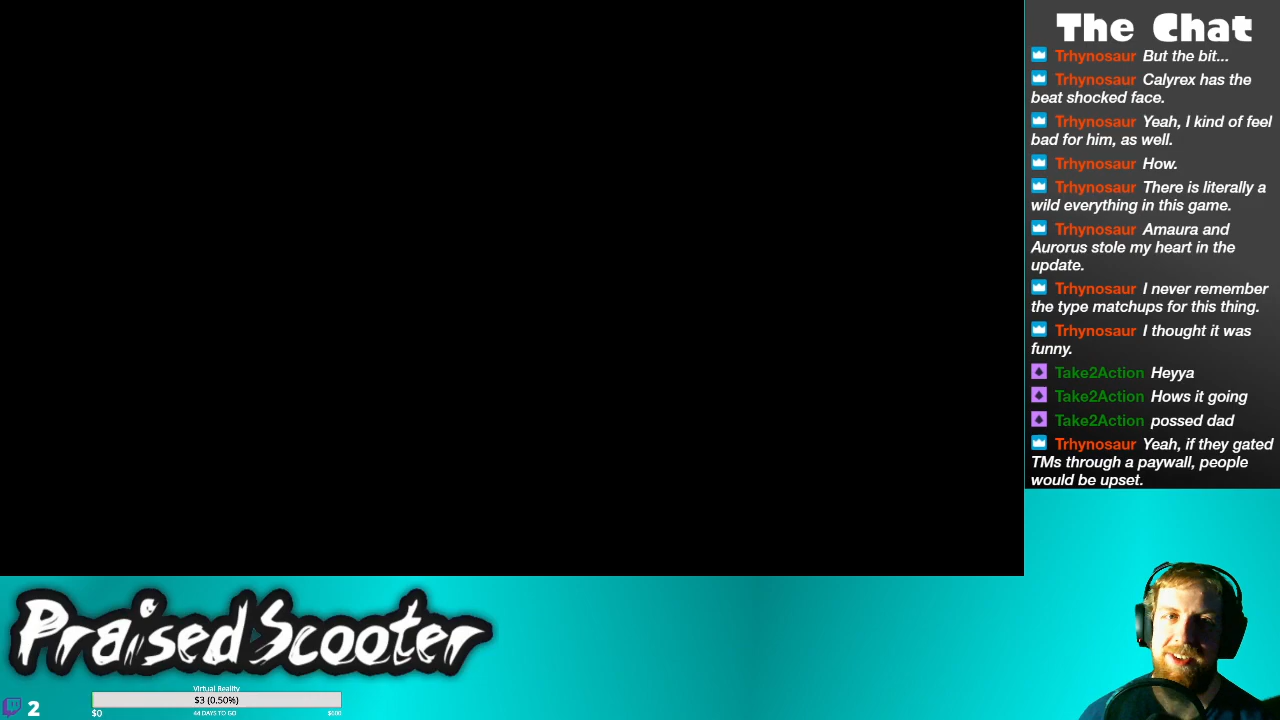 The Chat
Trhynosaur But the bit...
Trhynosaur Calyrex has the
beat shocked face.
Trhynosaur Yeah, I kind of feel
bad for him, as well.
Trhynosaur How.
Trhynosaur There is literally a
wild everything in this game.
Trhynosaur Amaura and
Aurorus stole my heart in the
update.
Trhynosaur I never remember
the type matchups for this thing.
Trhynosaur I thought it was
funny.
Take2Action Heyya
Take2Action Hows it going
Take2Action possed dad
Trhynosaur Yeah, if they gated
TMs through a paywall, people
would be upset.
PraisedScooter
Virtual Reality
$3 (0.50%)
2
$0
44 DAYS TO GO